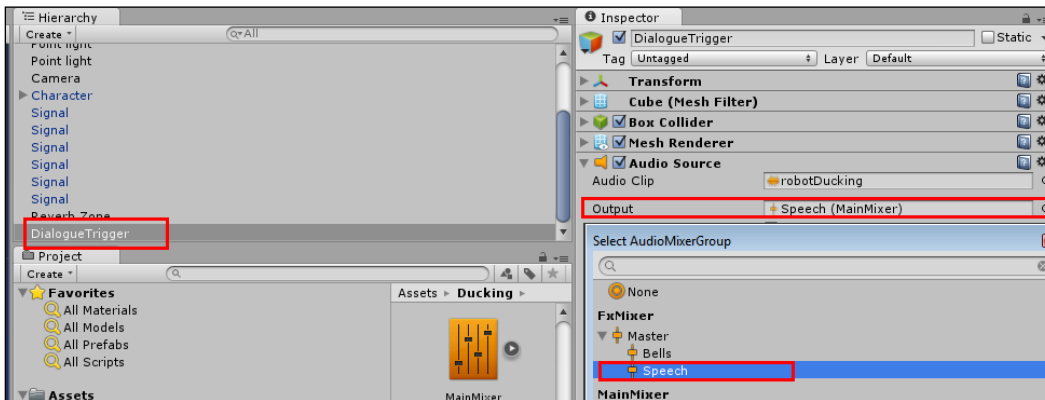 Hierarchy
Create
All
Point light
Point light
Camera
Character
Signal
Signal
Signal
Signal
Signal
Signal
Reverb Zone
DialogueTrigger
Project
Create
Favorites
All Materials
All Models
All Prefabs
All Scripts
Assets
Assets Ducking
MainMixer
Inspector
DialogueTrigger Static
Tag Untagged Layer Default
Transform
Cube (Mesh Filter)
Box Collider
Mesh Renderer
Audio Source
Audio Clip robotDucking
Output Speech (MainMixer)
Select AudioMixerGroup
None
FxMixer
Master
Bells
Speech
MainMixer